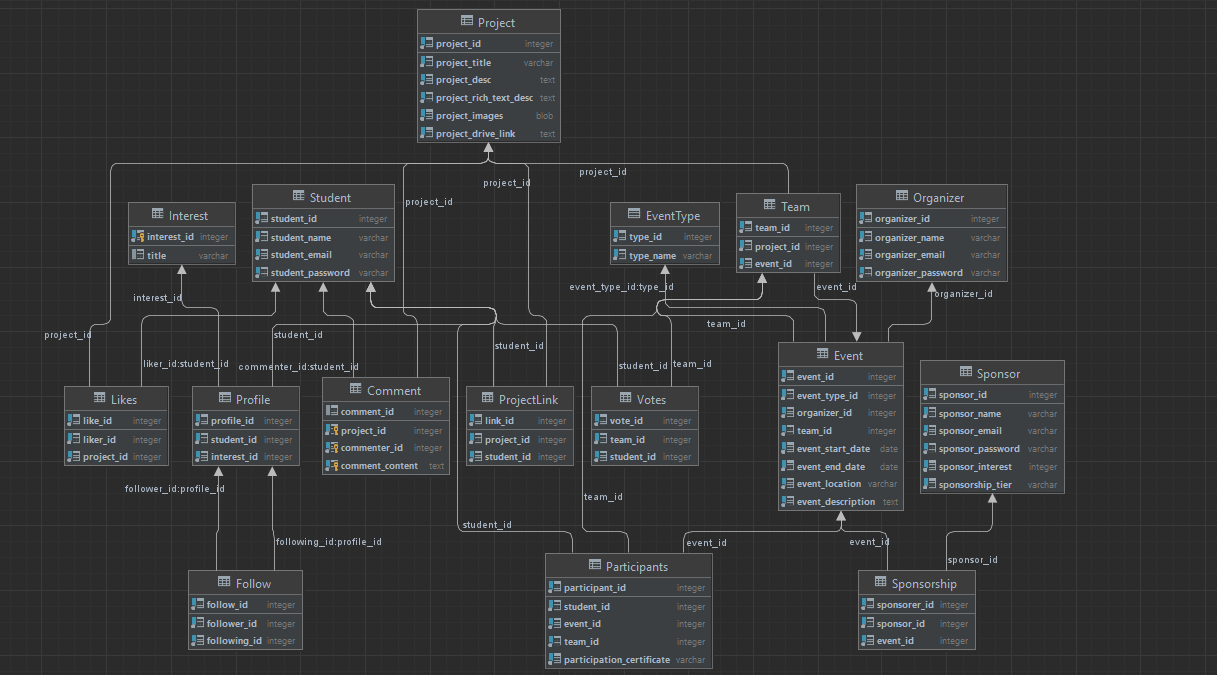 Project
project_id integer
project_title varchar
project_desc text
project_rich_text_desc text
project_images blob
project_drive_link text
project_id
project_id
project_id
Interest
interest_id integer
title varchar
Student
student_id integer
student_name varchar
student_email varchar
student_password varchar
EventType
type_id integer
type_name varchar
Team
team_id integer
project_id integer
event_id integer
Organizer
organizer_id integer
organizer_name varchar
organizer_email varchar
organizer_password varchar
interest_id
event_type_id:type_id
event_id
organizer_id
project_id
student_id
team_id
student_id
liker_id:student_id
commenter_id:student_id
student_id
team_id
Likes
like_id integer
liker_id integer
project_id integer
Profile
profile_id integer
student_id integer
interest_id integer
Comment
comment_id integer
project_id integer
commenter_id integer
comment_content text
ProjectLink
link_id integer
project_id integer
student_id integer
Votes
vote_id integer
team_id integer
student_id integer
Event
event_id integer
event_type_id integer
organizer_id integer
team_id integer
event_start_date date
event_end_date date
event_location varchar
event_description text
Sponsor
sponsor_id integer
sponsor_name varchar
sponsor_email varchar
sponsor_password varchar
sponsor_interest integer
sponsorship_tier varchar
follower_id:profile_id
team_id
student_id
following_id:profile_id
event_id
event_id
sponsor_id
Follow
follow_id integer
follower_id integer
following_id integer
Participants
participant_id integer
student_id integer
event_id integer
team_id integer
participation_certificate varchar
Sponsorship
sponsorer_id integer
sponsor_id integer
event_id integer